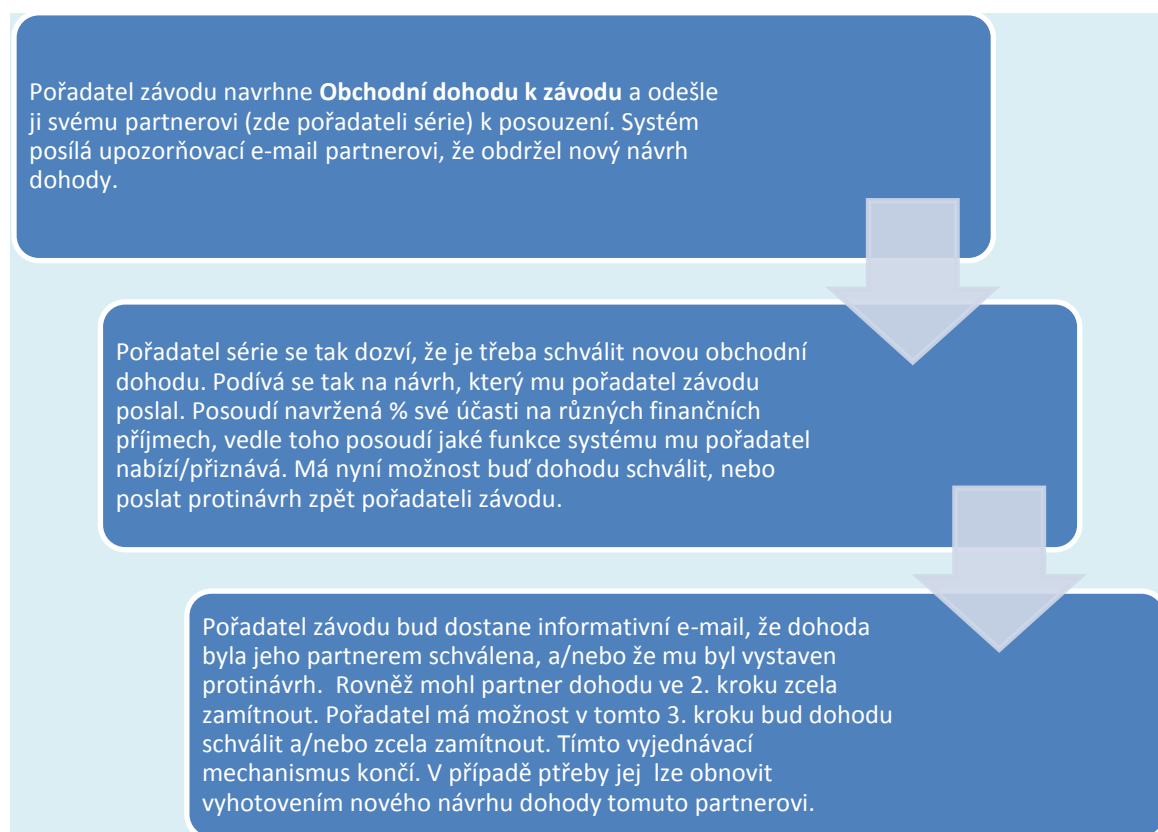 Pořadatel závodu navrhne Obchodní dohodu k závodu a odešle
ji svému partnerovi (zde pořadateli série) k posouzení. Systém
posílá upozorňovací e-mail partnerovi, že obdržel nový návrh
dohody.
Pořadatel série se tak dozví, že je třeba schválit novou obchodní
dohodu. Podívá se tak na návrh, který mu pořadatel závodu
poslal. Posoudí navržená % své účasti na různých finančních
příjmech, vedle toho posoudí jaké funkce systému mu pořadatel
nabízí/přiznává. Má nyní možnost buď dohodu schválit, nebo
poslat protinávrh zpět pořadateli závodu.
Pořadatel závodu bud dostane informativní e-mail, že dohoda
byla jeho partnerem schválena, a/nebo že mu byl vystaven
protinávrh.  Rovněž mohl partner dohodu ve 2. kroku zcela
zamítnout. Pořadatel má možnost v tomto 3. kroku bud dohodu
schválit a/nebo zcela zamítnout. Tímto vyjednávací
mechanismus končí. V případě ptřeby jej  lze obnovit
vyhotovením nového návrhu dohody tomuto partnerovi.